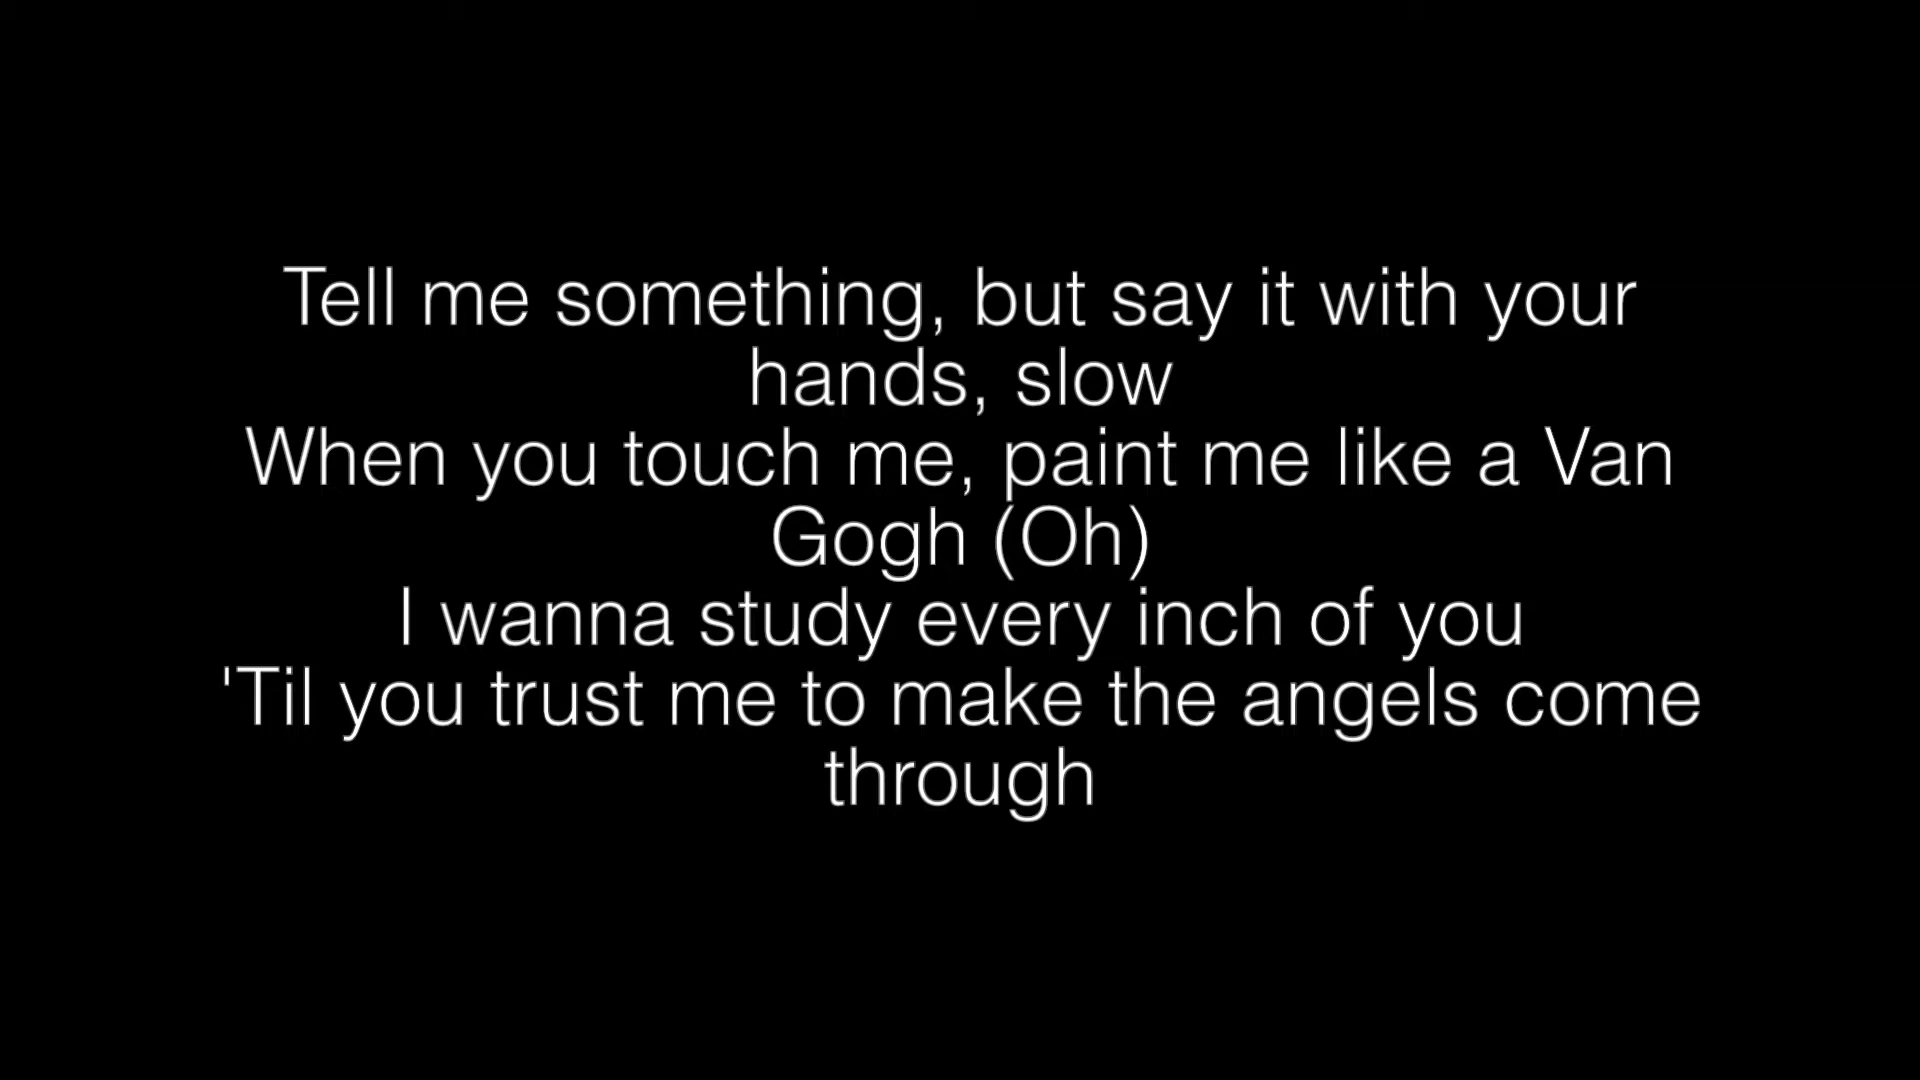 Tell me something, but say it with your
hands, slow
When you touch me, paint me like a Van
Gogh (Oh)
I wanna study every inch of you
'Til you trust me to make the angels come
through